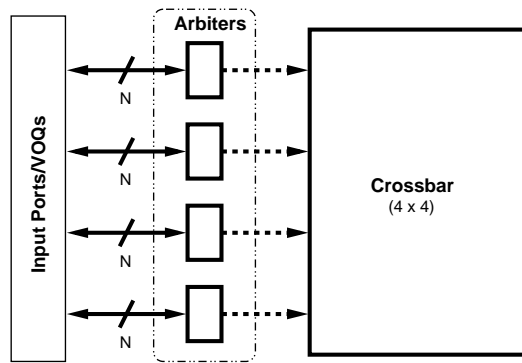 Arbiters
Input Ports/VOQs
N
N
N
N
Crossbar
(4 x 4)